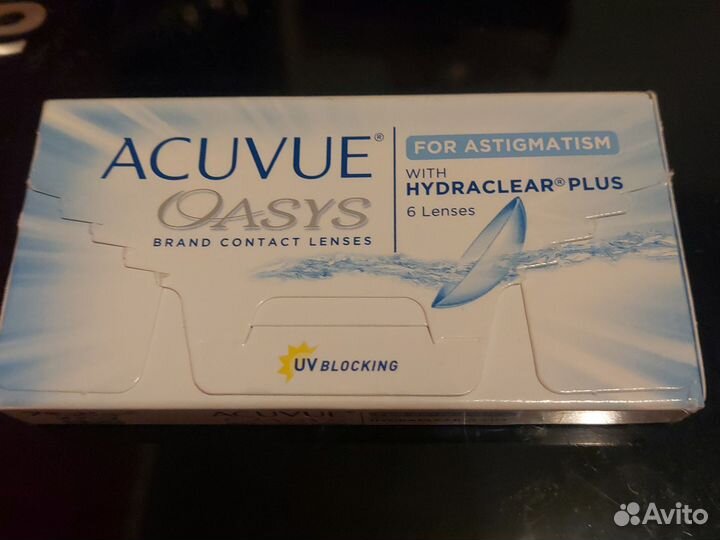 ACUVUE®
OASYS
BRAND CONTACT LENSES
FOR ASTIGMATISM
WITH
HYDRACLEAR® PLUS
6 Lenses
UV BLOCKING
ACUVUE®
Avito